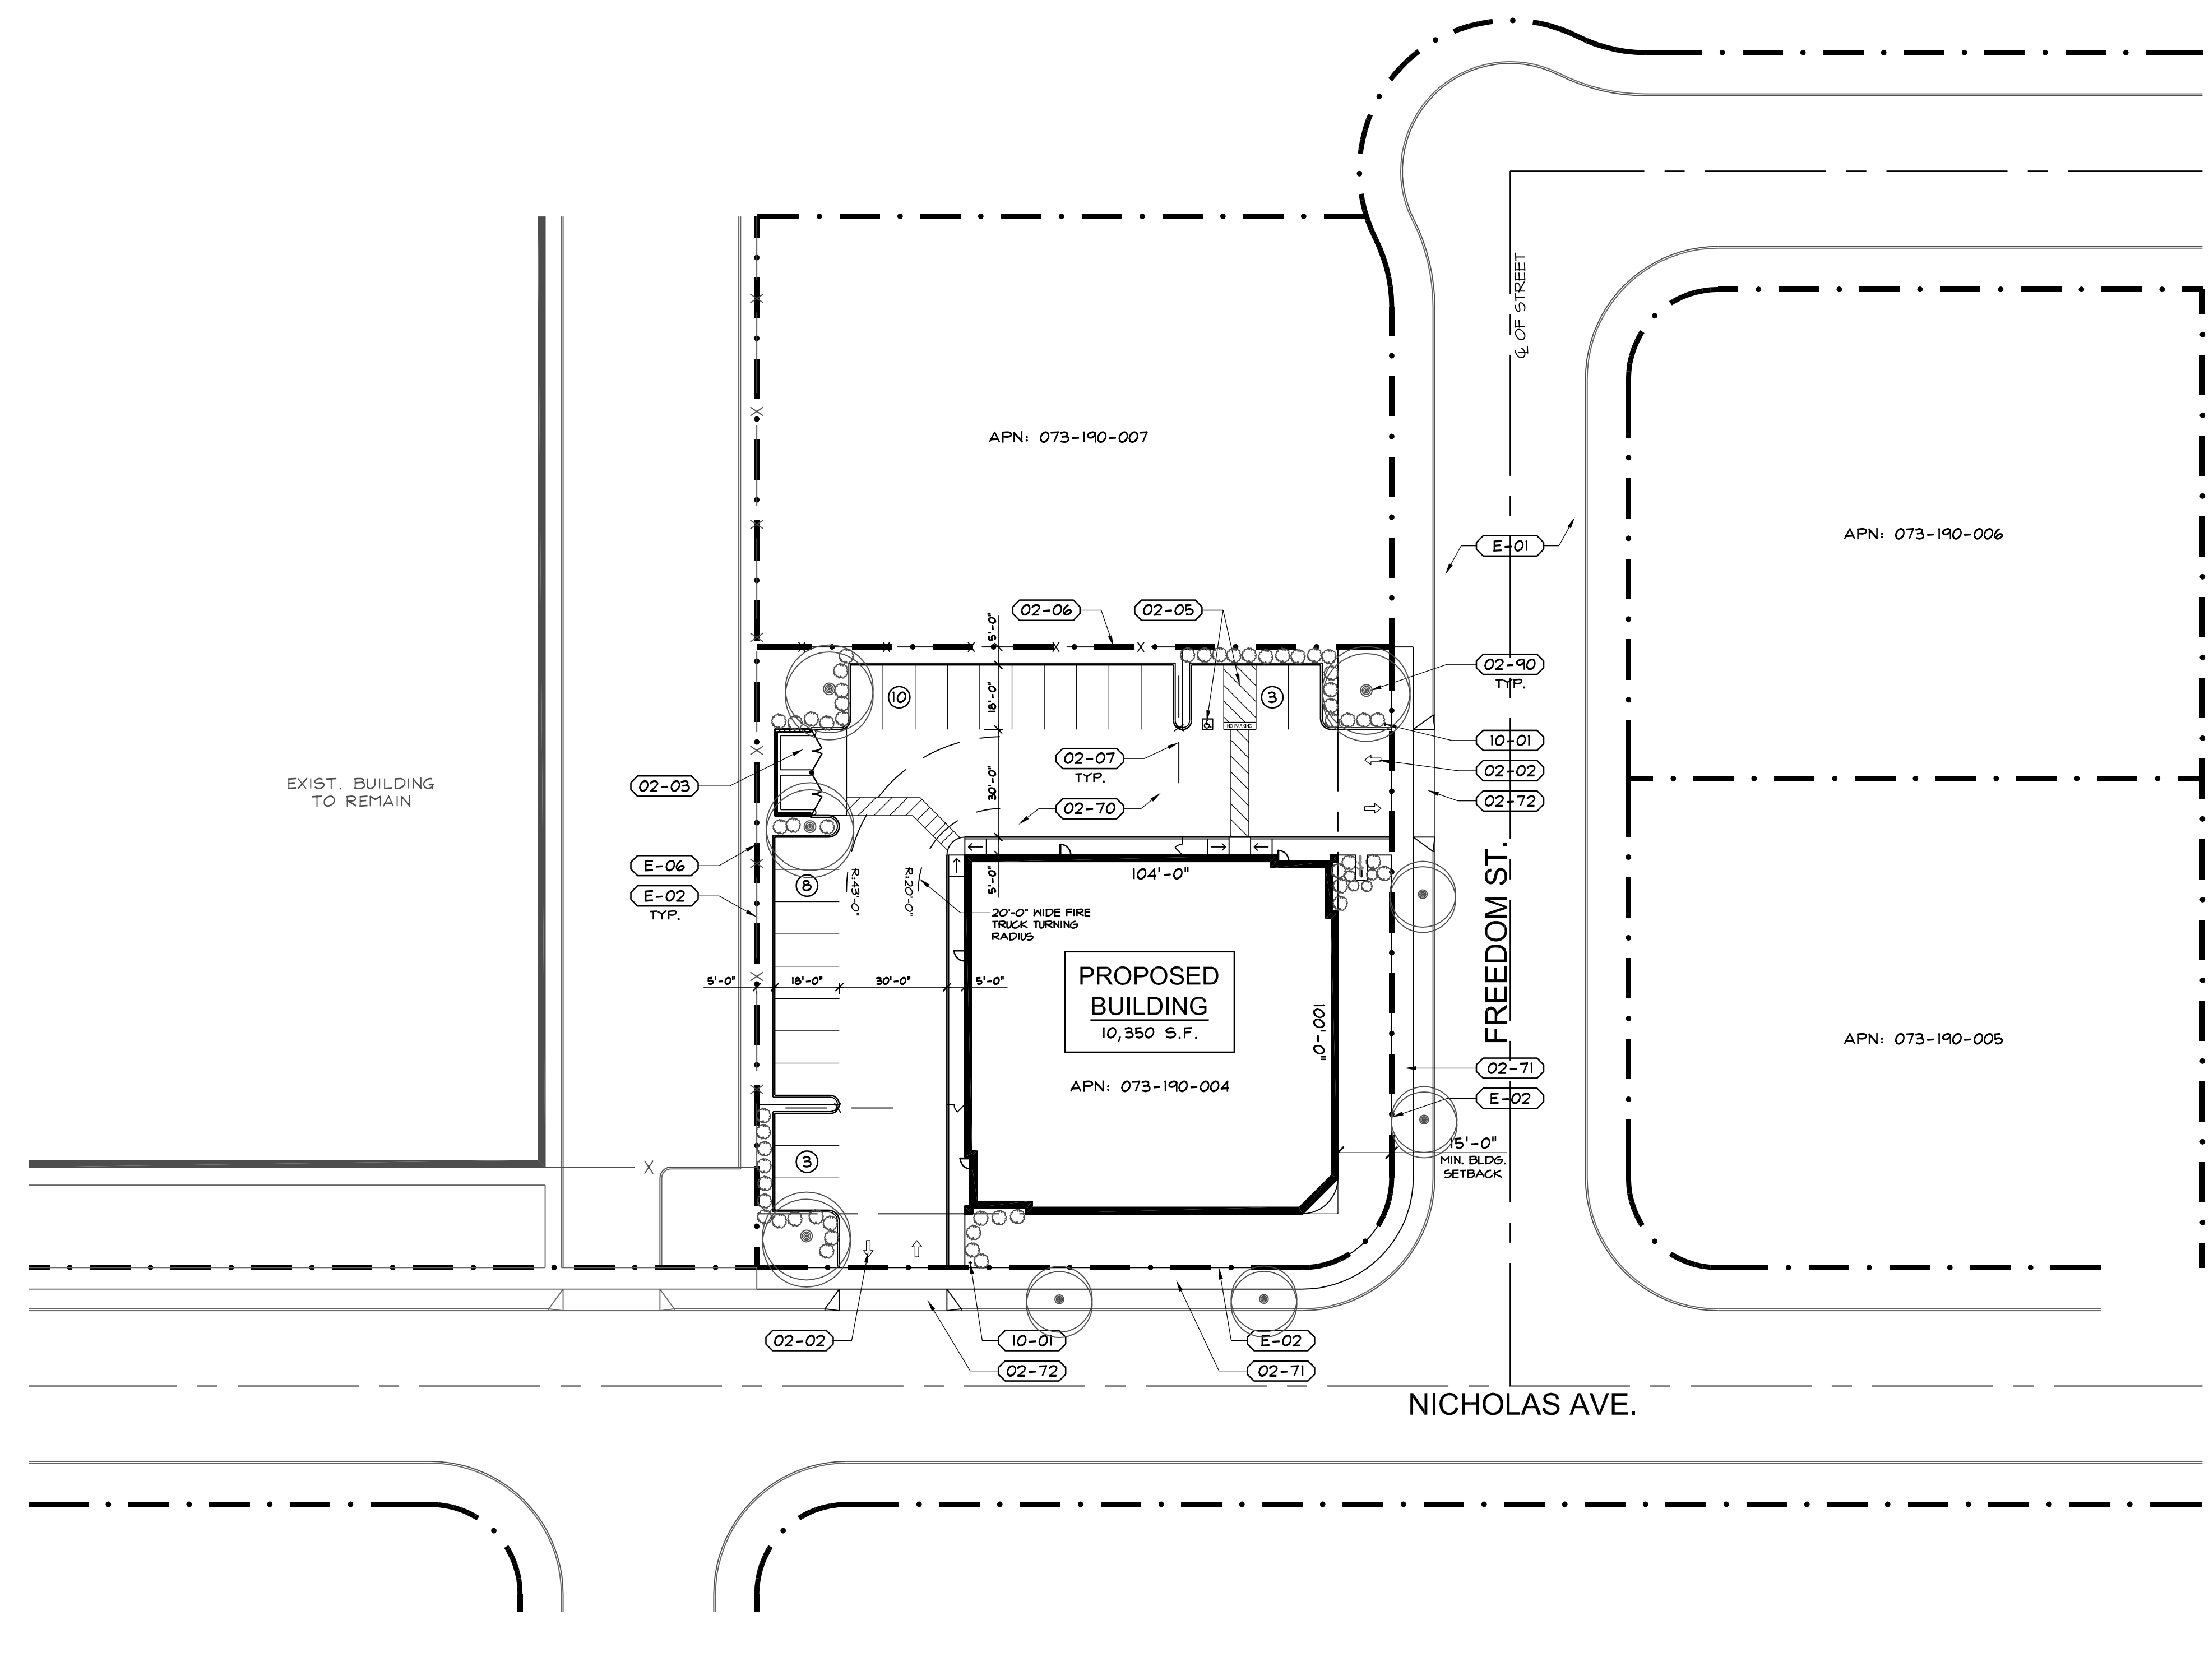 ℄ OF STREET
APN: 073-190-007
APN: 073-190-006
E-01
02-06
02-05
5'-0"
02-90
TYP.
10
18'-0"
3
NO PARKING
10-01
02-07
TYP.
02-02
EXIST. BUILDING
TO REMAIN
02-03
30'-0"
02-72
02-70
E-06
104'-0"
8
R:43'-0"
R:20'-0"
5'-0"
E-02
TYP.
20'-0" WIDE FIRE
TRUCK TURNING
RADIUS
FREEDOM ST.
5'-0"
18'-0"
30'-0"
5'-0"
PROPOSED
BUILDING
10,350 S.F.
100'-0"
APN: 073-190-005
02-71
APN: 073-190-004
E-02
15'-0"
MIN. BLDG.
SETBACK
3
02-02
10-01
E-02
02-72
02-71
NICHOLAS AVE.